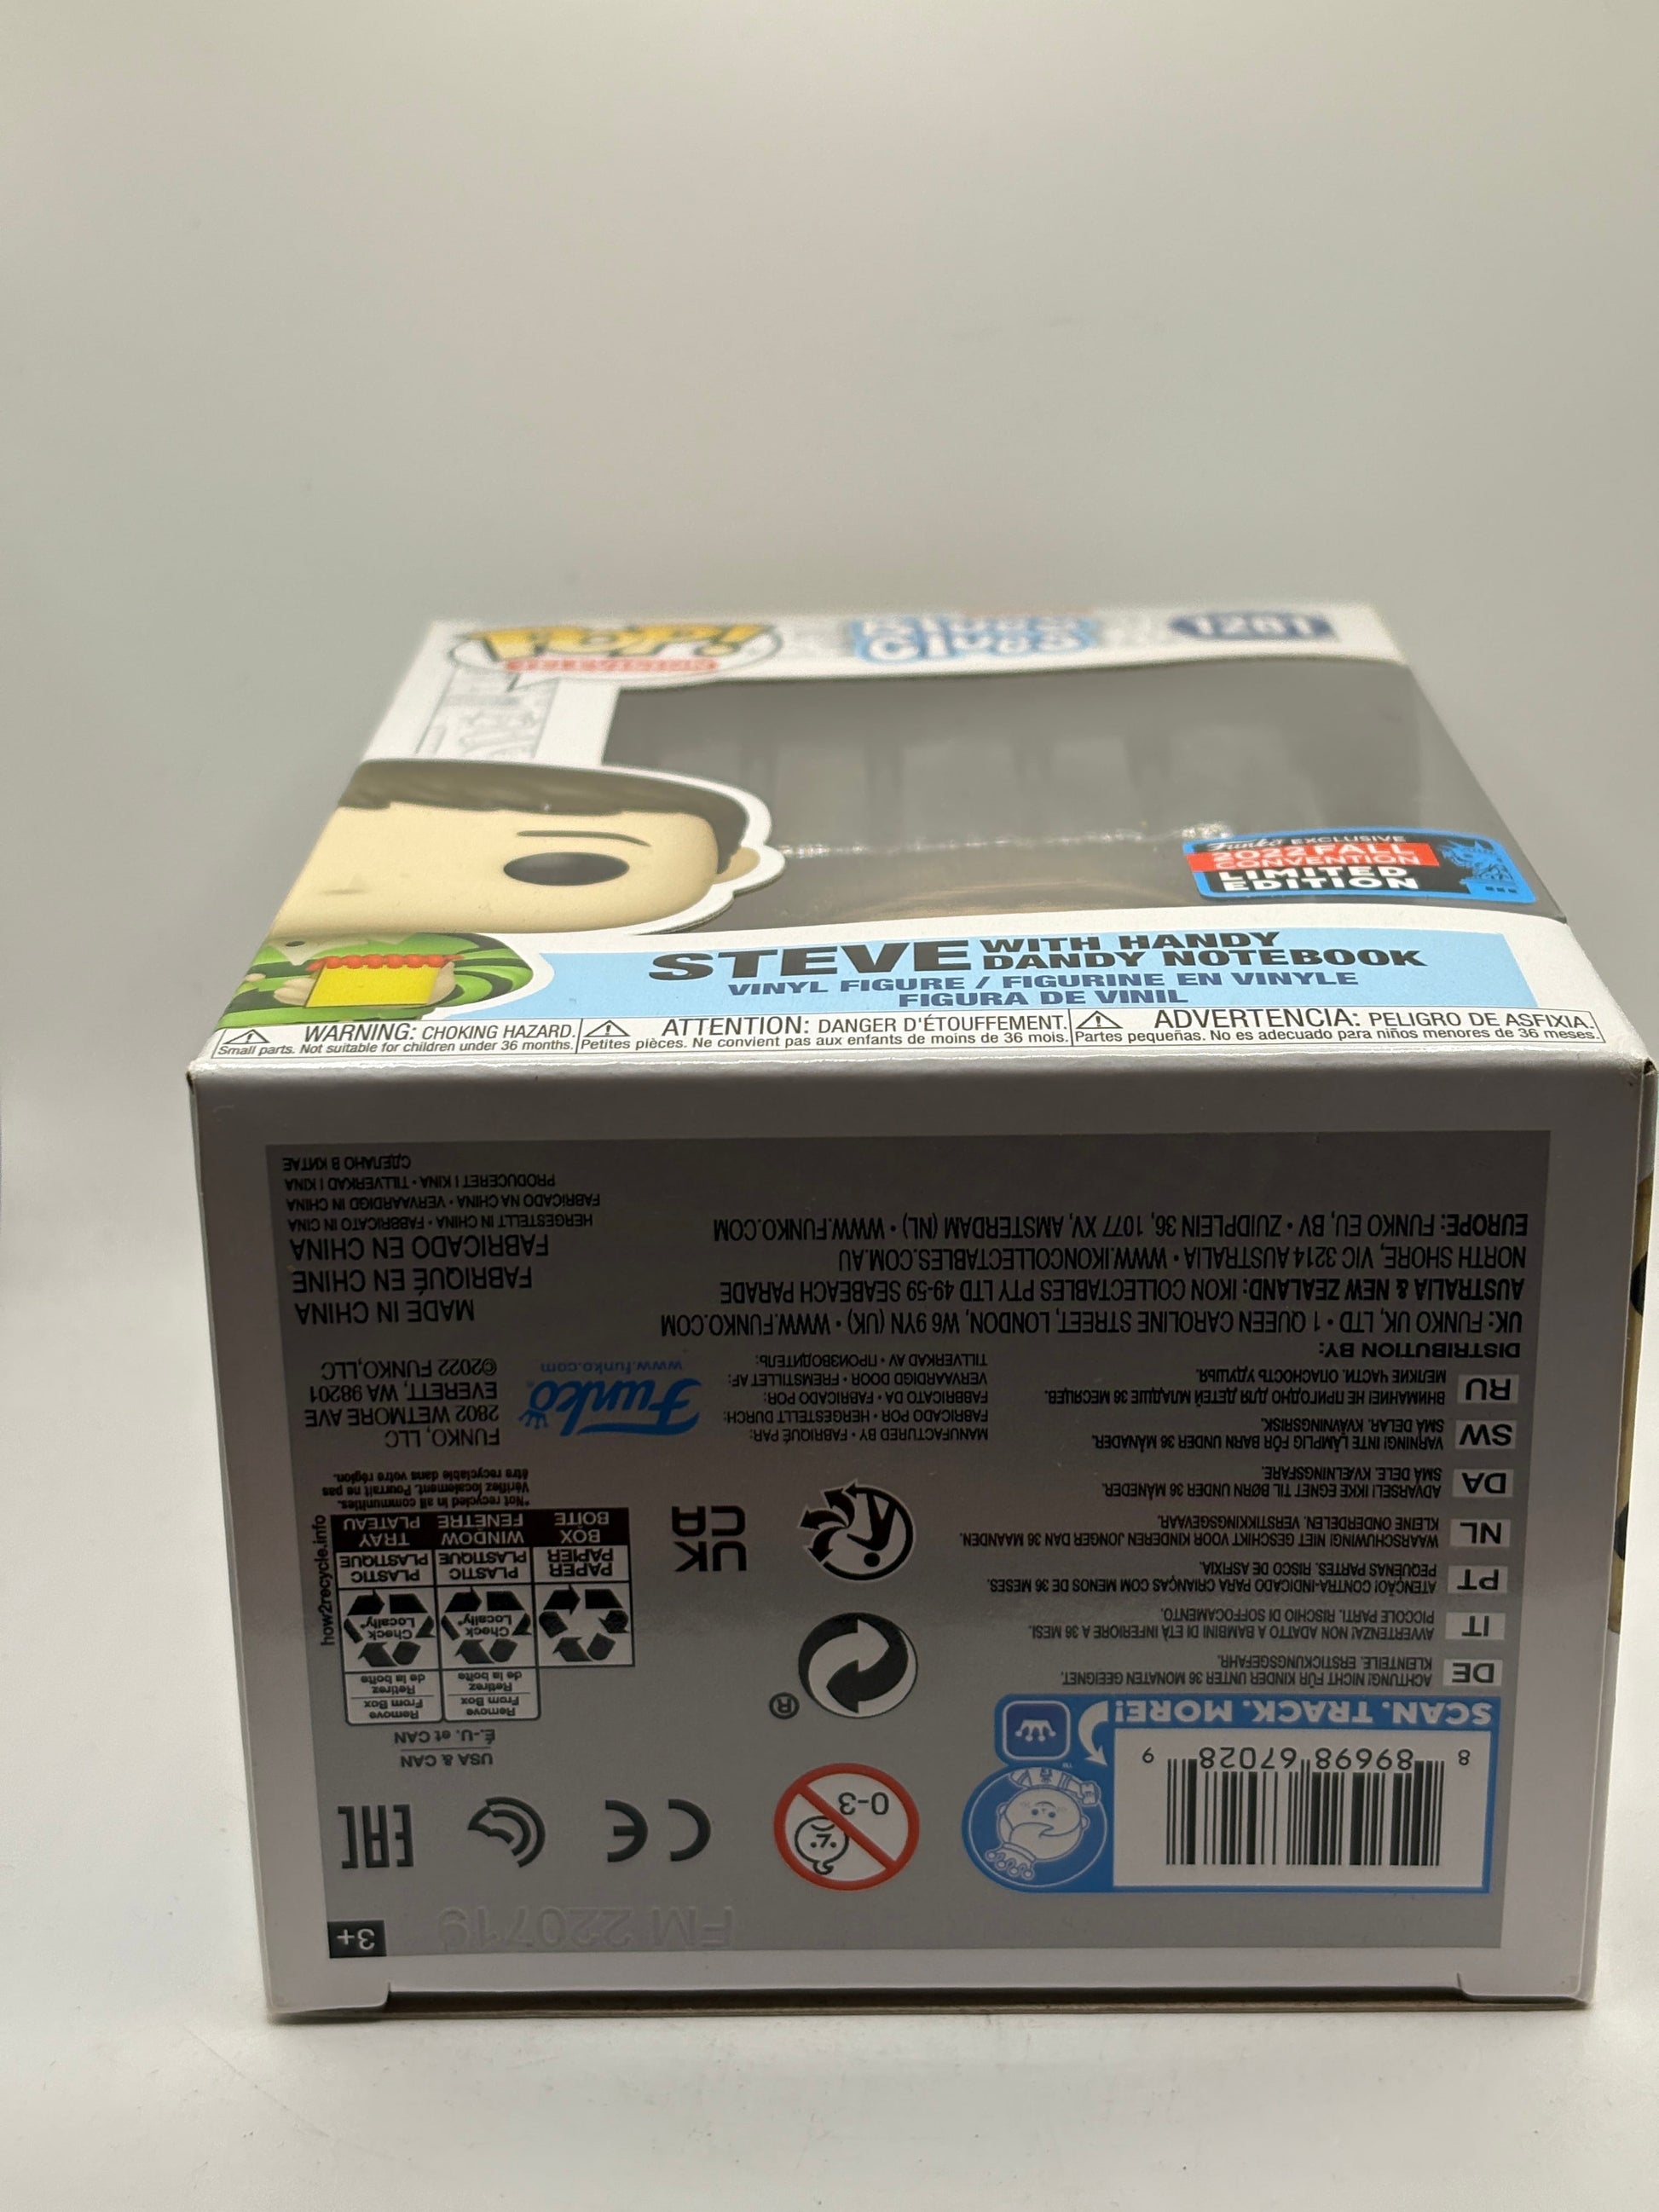 POP!
TELEVISION
Blue's
Clues
1281
Funko EXCLUSIVE
2022 FALL
CONVENTION
LIMITED
EDITION
STEVE WITH HANDY
DANDY NOTEBOOK
VINYL FIGURE / FIGURINE EN VINYLE
FIGURA DE VINIL
WARNING: CHOKING HAZARD.
Small parts. Not suitable for children under 36 months.
ATTENTION: DANGER D'ÉTOUFFEMENT.
Petites pièces. Ne convient pas aux enfants de moins de 36 mois.
ADVERTENCIA: PELIGRO DE ASFIXIA.
Partes pequeñas. No es adecuado para niños menores de 36 meses.
8 89698 67028 9
SCAN. TRACK. MORE!
0-3
CE
EAC
3+
FM 220719
DE ACHTUNG! NICHT FÜR KINDER UNTER 36 MONATEN GEEIGNET.
KLEINTEILE. ERSTICKUNGSGEFAHR.
IT AVVERTENZA! NON ADATTO A BAMBINI DI ETÀ INFERIORE A 36 MESI.
PICCOLE PARTI. RISCHIO DI SOFFOCAMENTO.
PT ATENÇÃO! CONTRA-INDICADO PARA CRIANÇAS COM MENOS DE 36 MESES.
PEQUENAS PARTES. RISCO DE ASFIXIA.
NL WAARSCHUWING! NIET GESCHIKT VOOR KINDEREN JONGER DAN 36 MAANDEN.
KLEINE ONDERDELEN. VERSTIKKINGSGEVAAR.
DA ADVARSEL! IKKE EGNET TIL BØRN UNDER 36 MÅNEDER.
SMÅ DELE. KVÆLNINGSFARE.
SW VARNING! INTE LÄMPLIG FÖR BARN UNDER 36 MÅNADER.
SMÅ DELAR. KVÄVNINGSRISK.
RU ВНИМАНИЕ! НЕ ПРИГОДНО ДЛЯ ДЕТЕЙ МЛАДШЕ 36 МЕСЯЦЕВ.
МЕЛКИЕ ЧАСТИ. ОПАСНОСТЬ УДУШЬЯ.
®
UK
CA
USA & CAN
É.-U. et CAN
Remove
From Box
Retirez
de la boîte
Remove
From Box
Retirez
de la boîte
Check
Locally*
Check
Locally*
PAPER
PAPIER
BOX
BOÎTE
PLASTIC
PLASTIQUE
WINDOW
FENÊTRE
PLASTIC
PLASTIQUE
TRAY
PLATEAU
how2recycle.info
*Not recycled in all communities.
Vérifiez localement. Pourrait ne pas
être recyclable dans votre région.
MANUFACTURED BY • FABRIQUÉ PAR:
FABRICADO POR • HERGESTELLT DURCH:
FABBRICATO DA • FABRICADO POR:
VERVAARDIGD DOOR • FREMSTILLET AF:
TILLVERKAD AV • ПРОИЗВОДИТЕЛЬ:
Funko
www.funko.com
FUNKO, LLC
2802 WETMORE AVE
EVERETT, WA 98201
©2022 FUNKO,LLC
DISTRIBUTION BY:
UK: FUNKO UK, LTD • 1 QUEEN CAROLINE STREET, LONDON, W6 9YN (UK) • WWW.FUNKO.COM
AUSTRALIA & NEW ZEALAND: IKON COLLECTABLES PTY LTD 49-59 SEABEACH PARADE
NORTH SHORE, VIC 3214 AUSTRALIA • WWW.IKONCOLLECTABLES.COM.AU
EUROPE: FUNKO EU, BV • ZUIDPLEIN 36, 1077 XV, AMSTERDAM (NL) • WWW.FUNKO.COM
MADE IN CHINA
FABRIQUÉ EN CHINE
FABRICADO EN CHINA
HERGESTELLT IN CHINA • FABBRICATO IN CINA
FABRICADO NA CHINA • VERVAARDIGD IN CHINA
PRODUCERET I KINA • TILLVERKAD I KINA
СДЕЛАНО В КИТАЕ